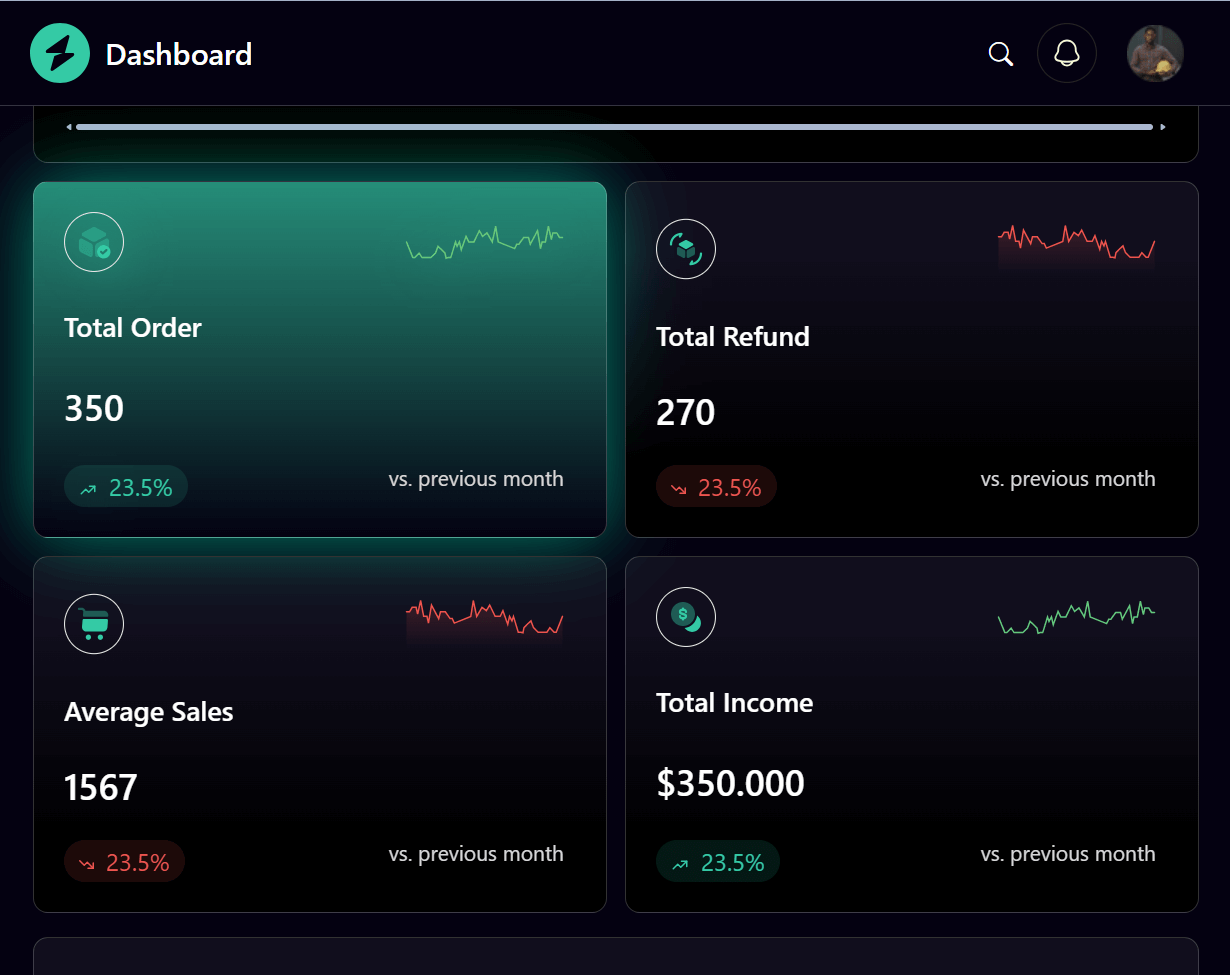 Dashboard
Total Order
350
23.5%
vs. previous month
Total Refund
270
23.5%
vs. previous month
Average Sales
1567
23.5%
vs. previous month
Total Income
$350.000
23.5%
vs. previous month